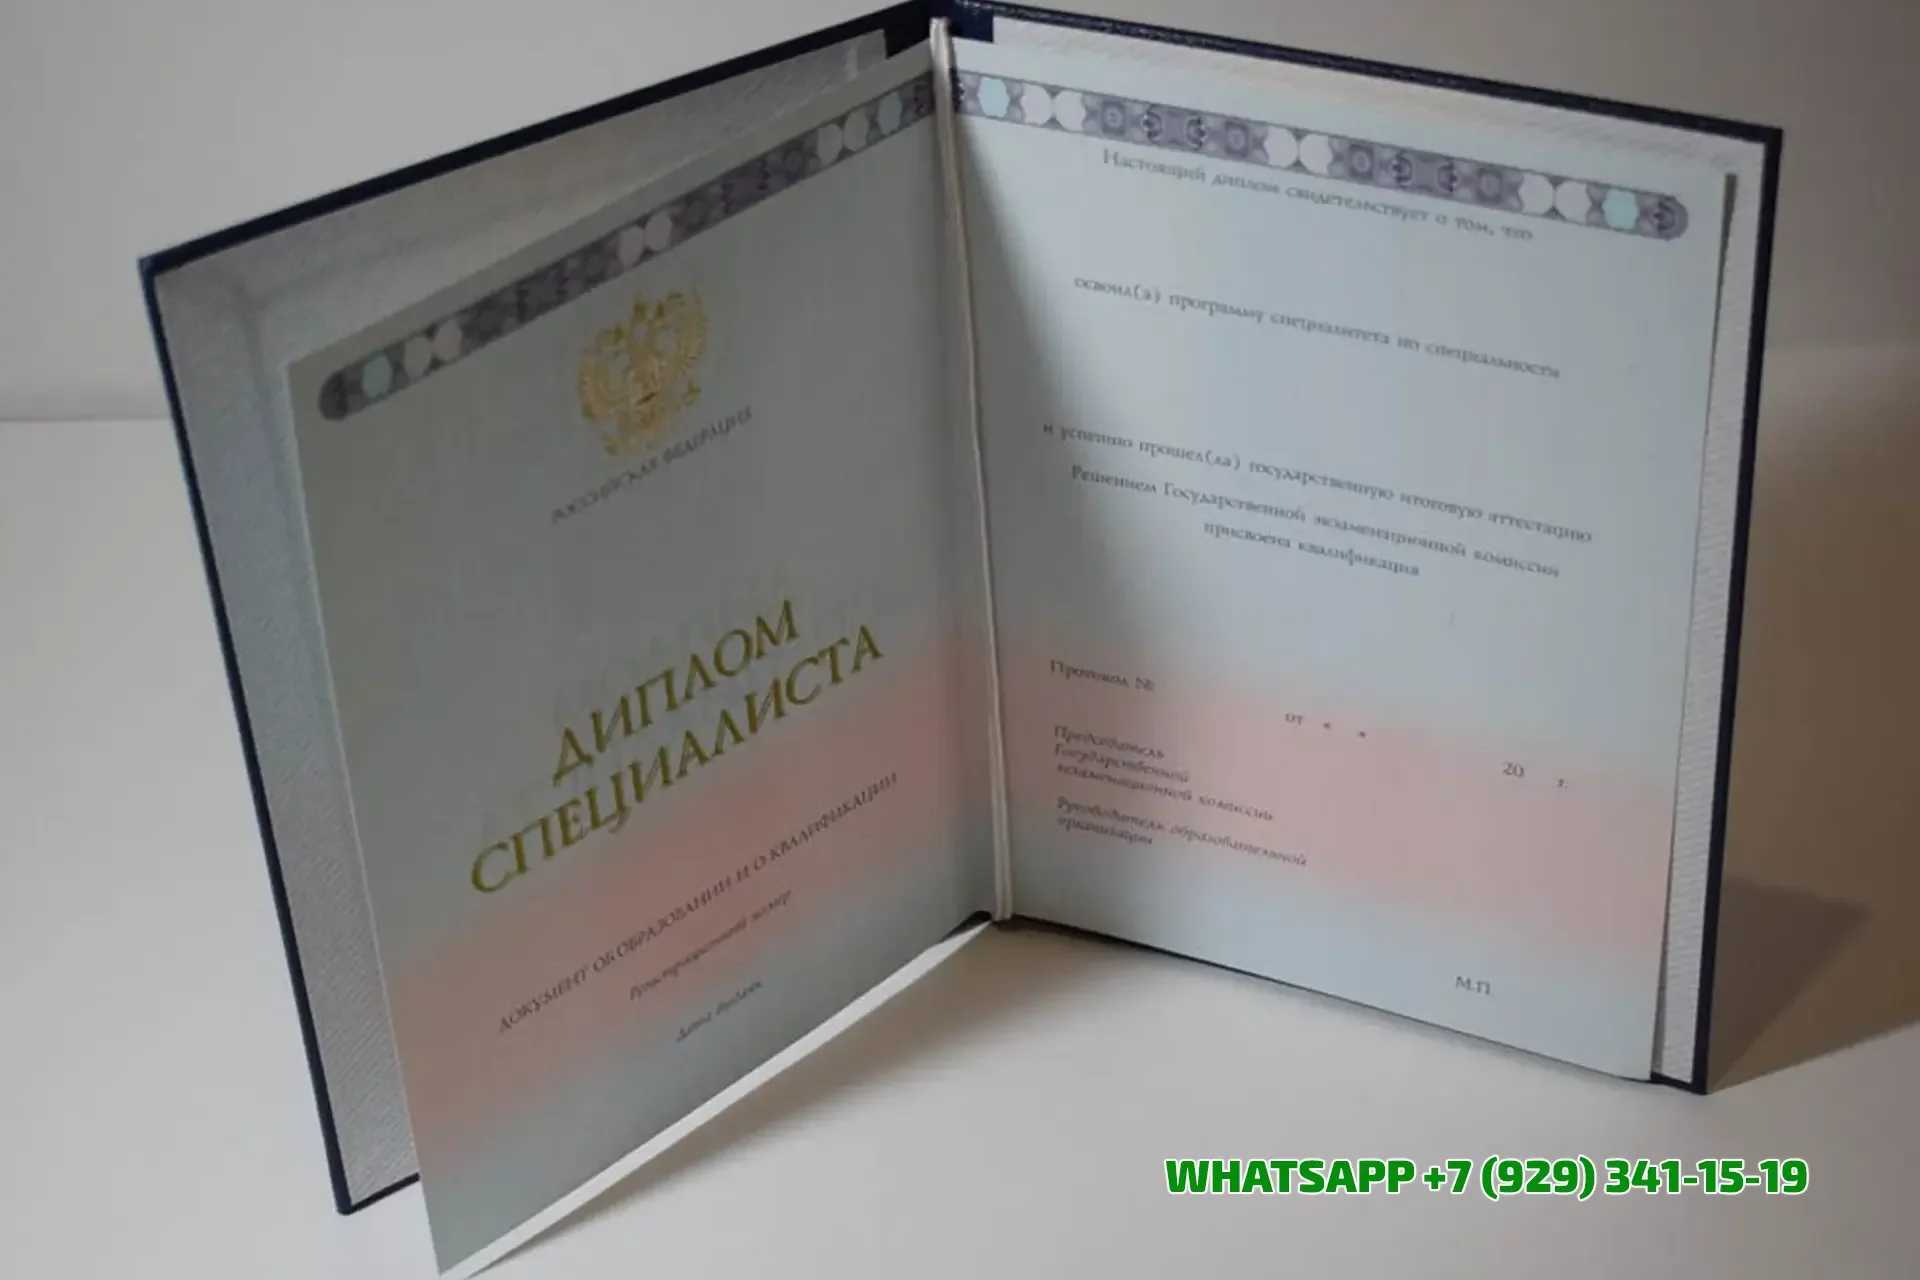 РОССИЙСКАЯ ФЕДЕРАЦИЯ
ДИПЛОМ
СПЕЦИАЛИСТА
ДОКУМЕНТ ОБ ОБРАЗОВАНИИ И О КВАЛИФИКАЦИИ
Регистрационный номер
Дата выдачи
Настоящий диплом свидетельствует о том, что
освоил(а) программу специалитета по специальности
и успешно прошел(ла) государственную итоговую аттестацию
Решением Государственной экзаменационной комиссии
присвоена квалификация
Протокол №
от « » 20 г.
Председатель
Государственной
экзаменационной комиссии
Руководитель образовательной
организации
М.П.
WHATSAPP +7 (929) 341-15-19